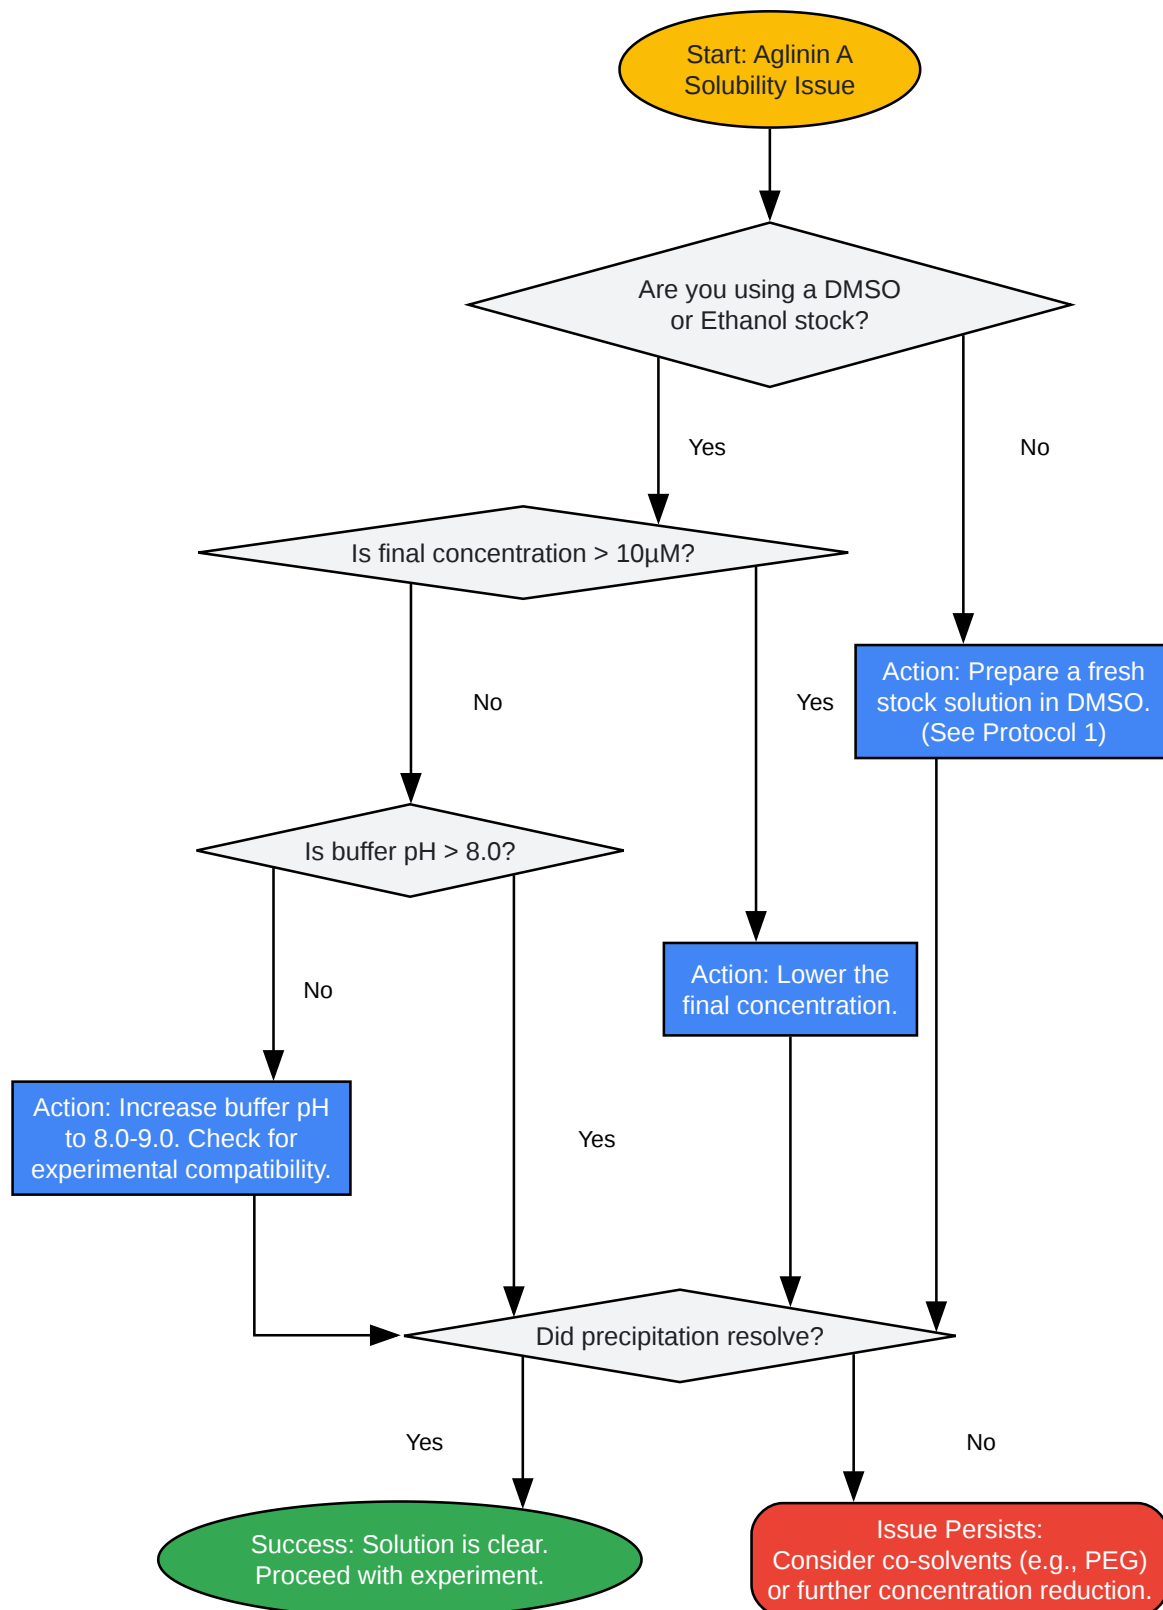 Start: Aglinin A
Solubility Issue
Are you using a DMSO
or Ethanol stock?
Yes
No
Is final concentration > 10µM?
No
Yes
Action: Prepare a fresh
stock solution in DMSO.
(See Protocol 1)
Is buffer pH > 8.0?
No
Yes
Action: Lower the
final concentration.
Action: Increase buffer pH
to 8.0-9.0. Check for
experimental compatibility.
Did precipitation resolve?
Yes
No
Success: Solution is clear.
Proceed with experiment.
Issue Persists:
Consider co-solvents (e.g., PEG)
or further concentration reduction.